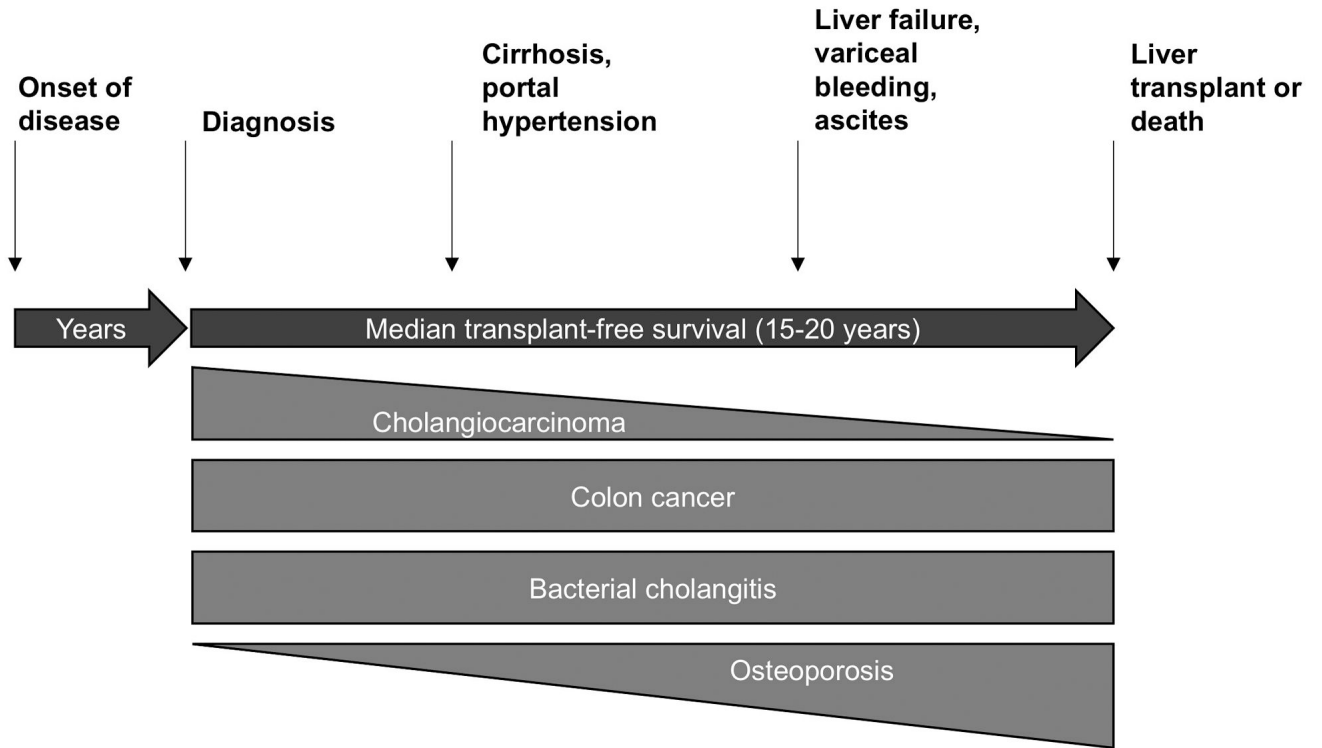 Onset of
disease
Diagnosis
Cirrhosis,
portal
hypertension
Liver failure,
variceal
bleeding,
ascites
Liver
transplant or
death
Years
Median transplant-free survival (15-20 years)
Cholangiocarcinoma
Colon cancer
Bacterial cholangitis
Osteoporosis